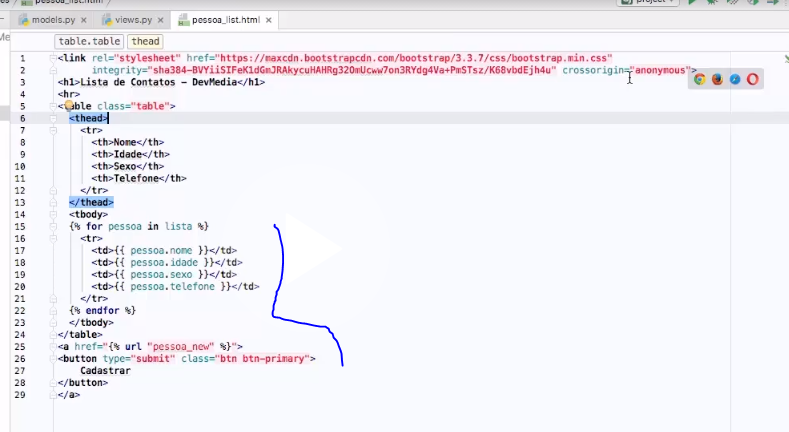 pessoa_list.html
project
models.py
views.py
pessoa_list.html
table.table
thead
1 <link rel="stylesheet" href="https://maxcdn.bootstrapcdn.com/bootstrap/3.3.7/css/bootstrap.min.css"
2 integrity="sha384-BVYiiSIFeK1dGmJRAkycuHAHRg32OmUcww7on3RYdg4Va+PmSTsz/K68vbdEjh4u" crossorigin="anonymous">
3 <h1>Lista de Contatos - DevMedia</h1>
4 <hr>
5 <table class="table">
6 <thead>
7 <tr>
8 <th>Nome</th>
9 <th>Idade</th>
10 <th>Sexo</th>
11 <th>Telefone</th>
12 </tr>
13 </thead>
14 <tbody>
15 {% for pessoa in lista %}
16 <tr>
17 <td>{{ pessoa.nome }}</td>
18 <td>{{ pessoa.idade }}</td>
19 <td>{{ pessoa.sexo }}</td>
20 <td>{{ pessoa.telefone }}</td>
21 </tr>
22 {% endfor %}
23 </tbody>
24 </table>
25 <a href="{% url "pessoa_new" %}">
26 <button type="submit" class="btn btn-primary">
27 Cadastrar
28 </button>
29 </a>